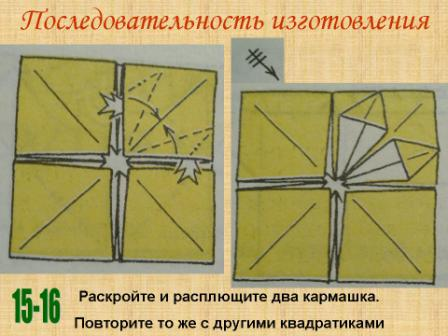 Последовательность изготовления
15-16
Раскройте и расплющите два кармашка.
Повторите то же с другими квадратиками